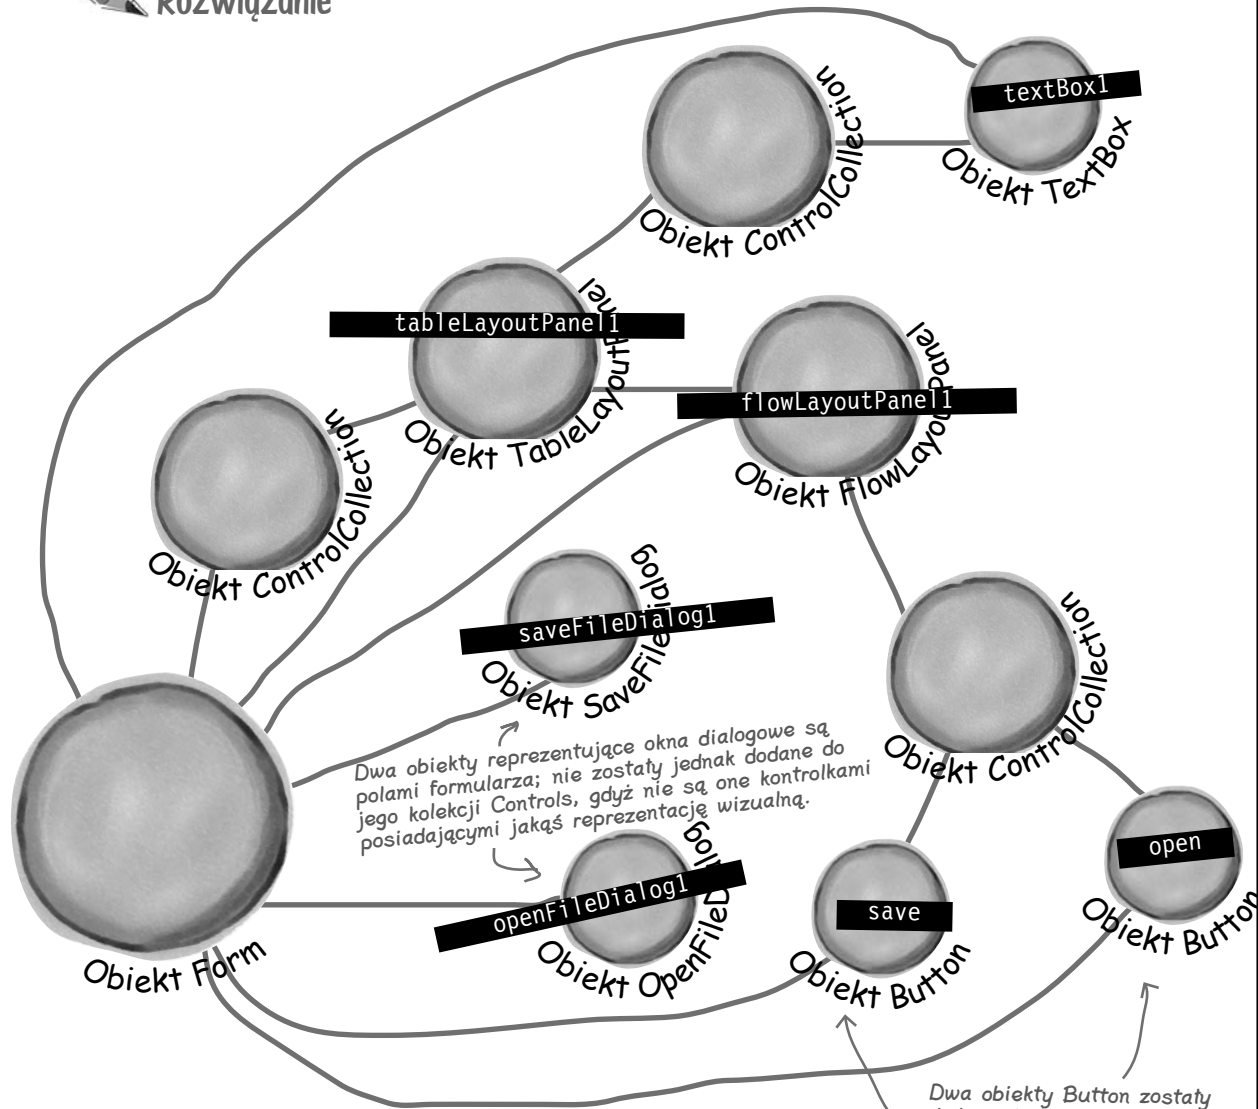 Rozwiązanie
textBox1
Obiekt TextBox
Obiekt ControlCollection
tableLayoutPanel1
Obiekt TableLayoutPanel
flowLayoutPanel1
Obiekt FlowLayoutPanel
Obiekt ControlCollection
saveFileDialog1
Obiekt SaveFileDialog
Dwa obiekty reprezentujące okna dialogowe są
polami formularza; nie zostały jednak dodane do
jego kolekcji Controls, gdyż nie są one kontrolkami
posiadającymi jakąś reprezentację wizualną.
Obiekt ControlCollection
openFileDialog1
Obiekt OpenFileDialog
save
Obiekt Button
open
Obiekt Button
Obiekt Form
Dwa obiekty Button zostały